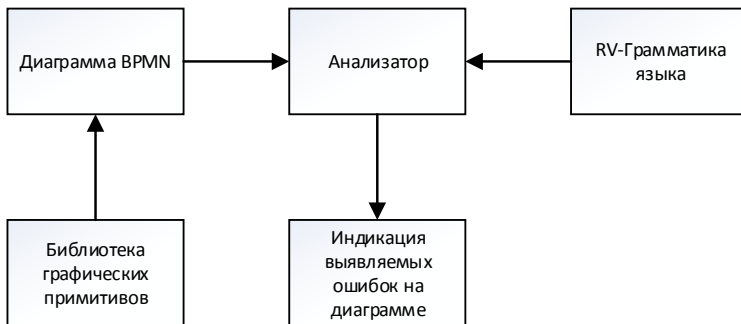 Диаграмма BPMN
Анализатор
RV-Грамматика
языка
Библиотека
графических
примитивов
Индикация
выявляемых
ошибок на
диаграмме